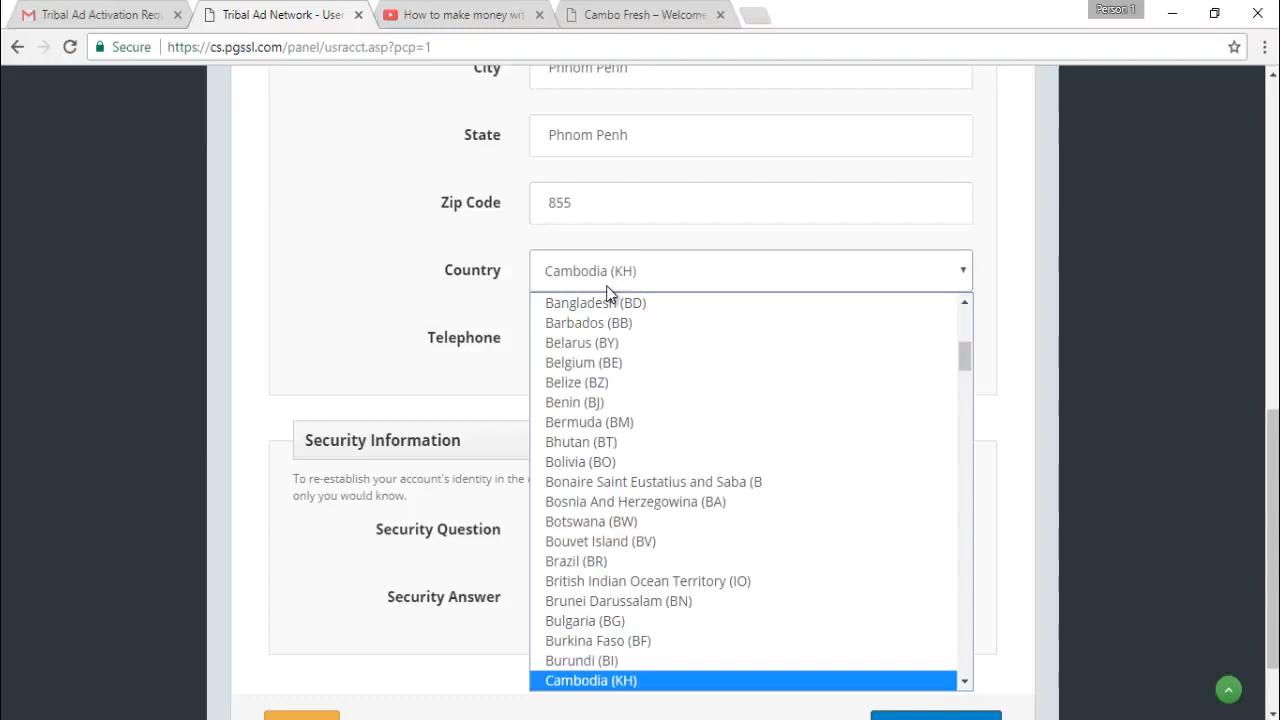 Tribal Ad Activation Req
Tribal Ad Network - User
How to make money wit
Cambo Fresh – Welcome
Person 1
Secure
https://cs.pgssl.com/panel/usracct.asp?pcp=1
City
Phnom Penh
State
Phnom Penh
Zip Code
855
Country
Cambodia (KH)
Bangladesh (BD)
Barbados (BB)
Belarus (BY)
Telephone
Belgium (BE)
Belize (BZ)
Benin (BJ)
Bermuda (BM)
Bhutan (BT)
Security Information
Bolivia (BO)
To re-establish your account's identity in the
only you would know.
Bonaire Saint Eustatius and Saba (B
Bosnia And Herzegowina (BA)
Security Question
Botswana (BW)
Bouvet Island (BV)
Brazil (BR)
British Indian Ocean Territory (IO)
Security Answer
Brunei Darussalam (BN)
Bulgaria (BG)
Burkina Faso (BF)
Burundi (BI)
Cambodia (KH)